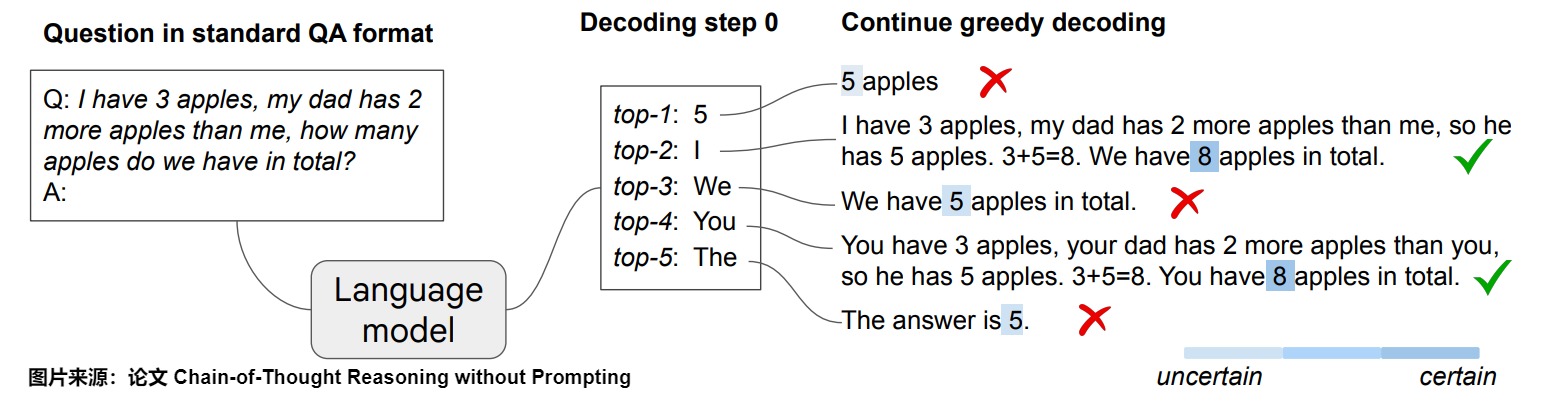 Question in standard QA format
Q: I have 3 apples, my dad has 2
more apples than me, how many
apples do we have in total?
A:
Language
model
Decoding step 0
top-1: 5
top-2: I
top-3: We
top-4: You
top-5: The
Continue greedy decoding
5 apples
I have 3 apples, my dad has 2 more apples than me, so he
has 5 apples. 3+5=8. We have 8 apples in total.
We have 5 apples in total.
You have 3 apples, your dad has 2 more apples than you,
so he has 5 apples. 3+5=8. You have 8 apples in total.
The answer is 5.
uncertain certain
图片来源：论文 Chain-of-Thought Reasoning without Prompting